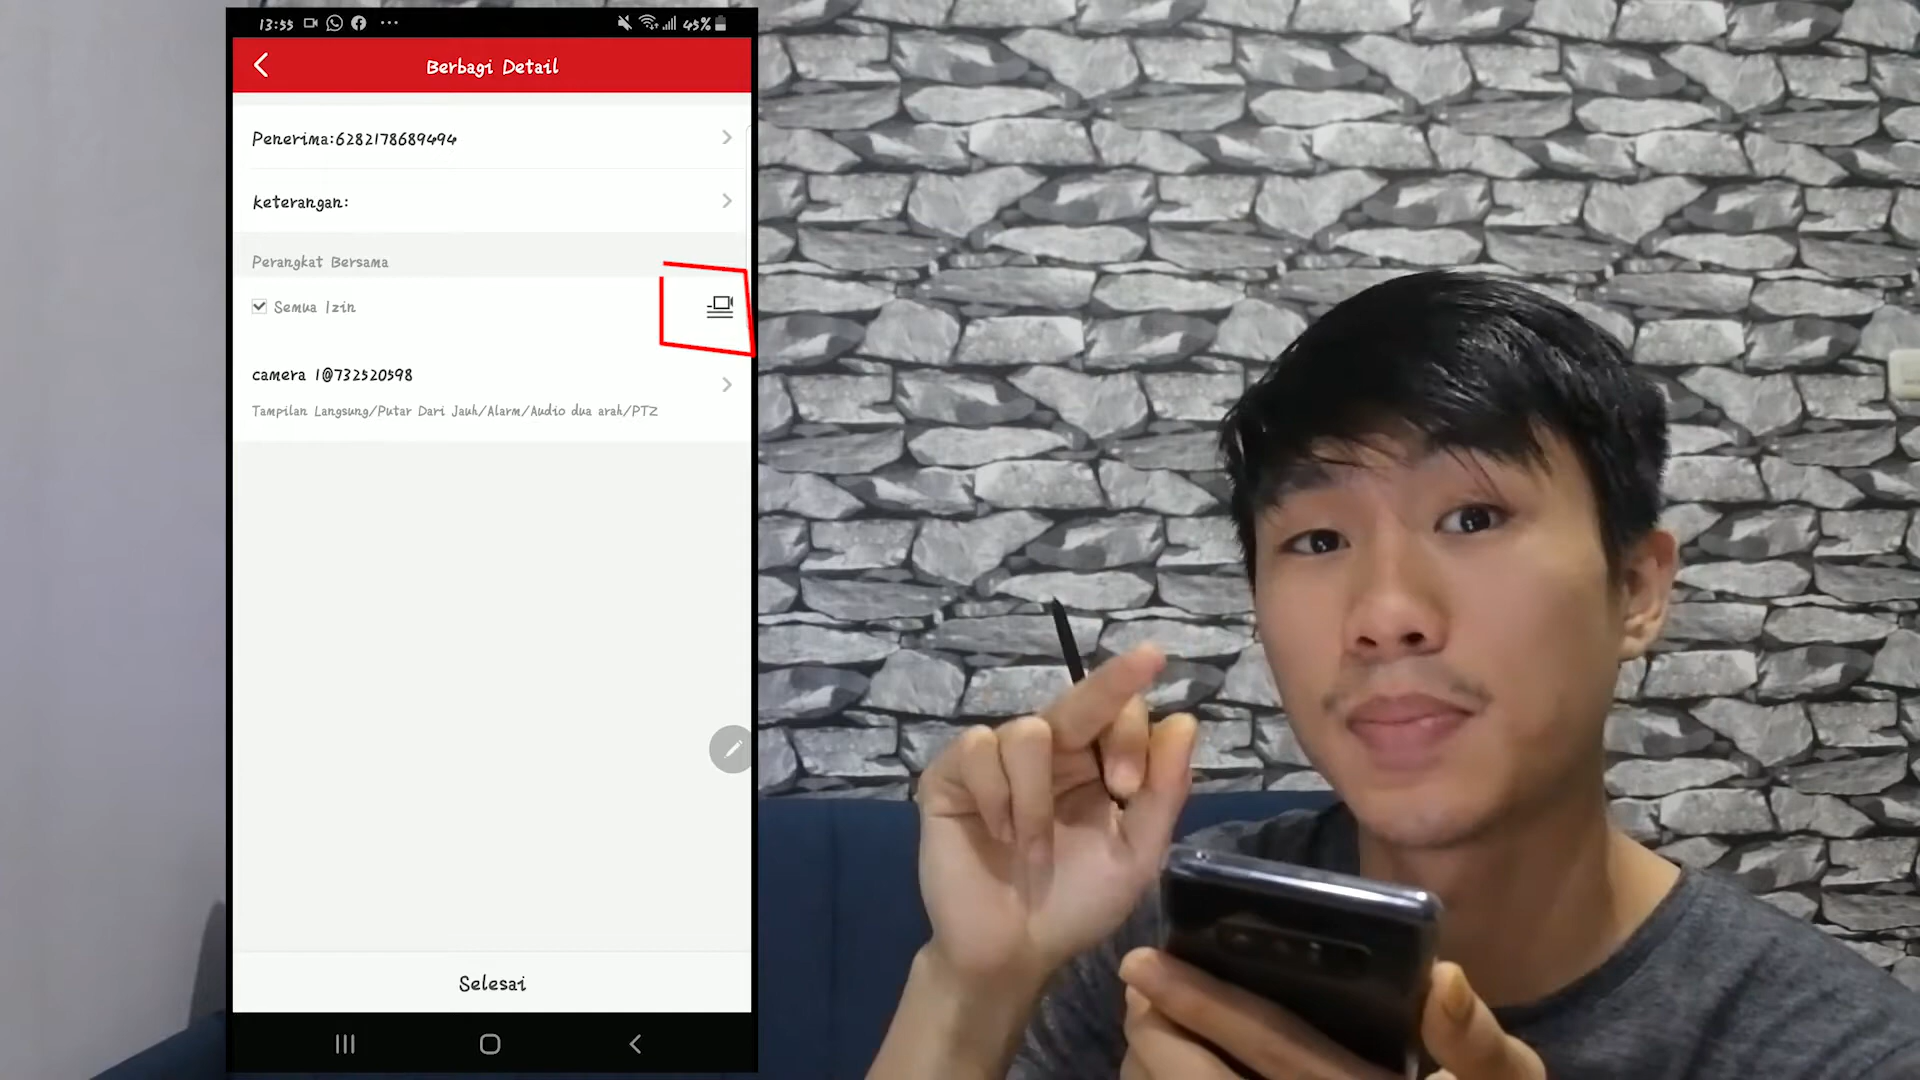 13:55
45%
Berbagi Detail
Penerima:6282178689494
keterangan:
Perangkat Bersama
Semua Izin
camera 1@732520598
Tampilan Langsung/Putar Dari Jauh/Alarm/Audio dua arah/PTZ
Selesai